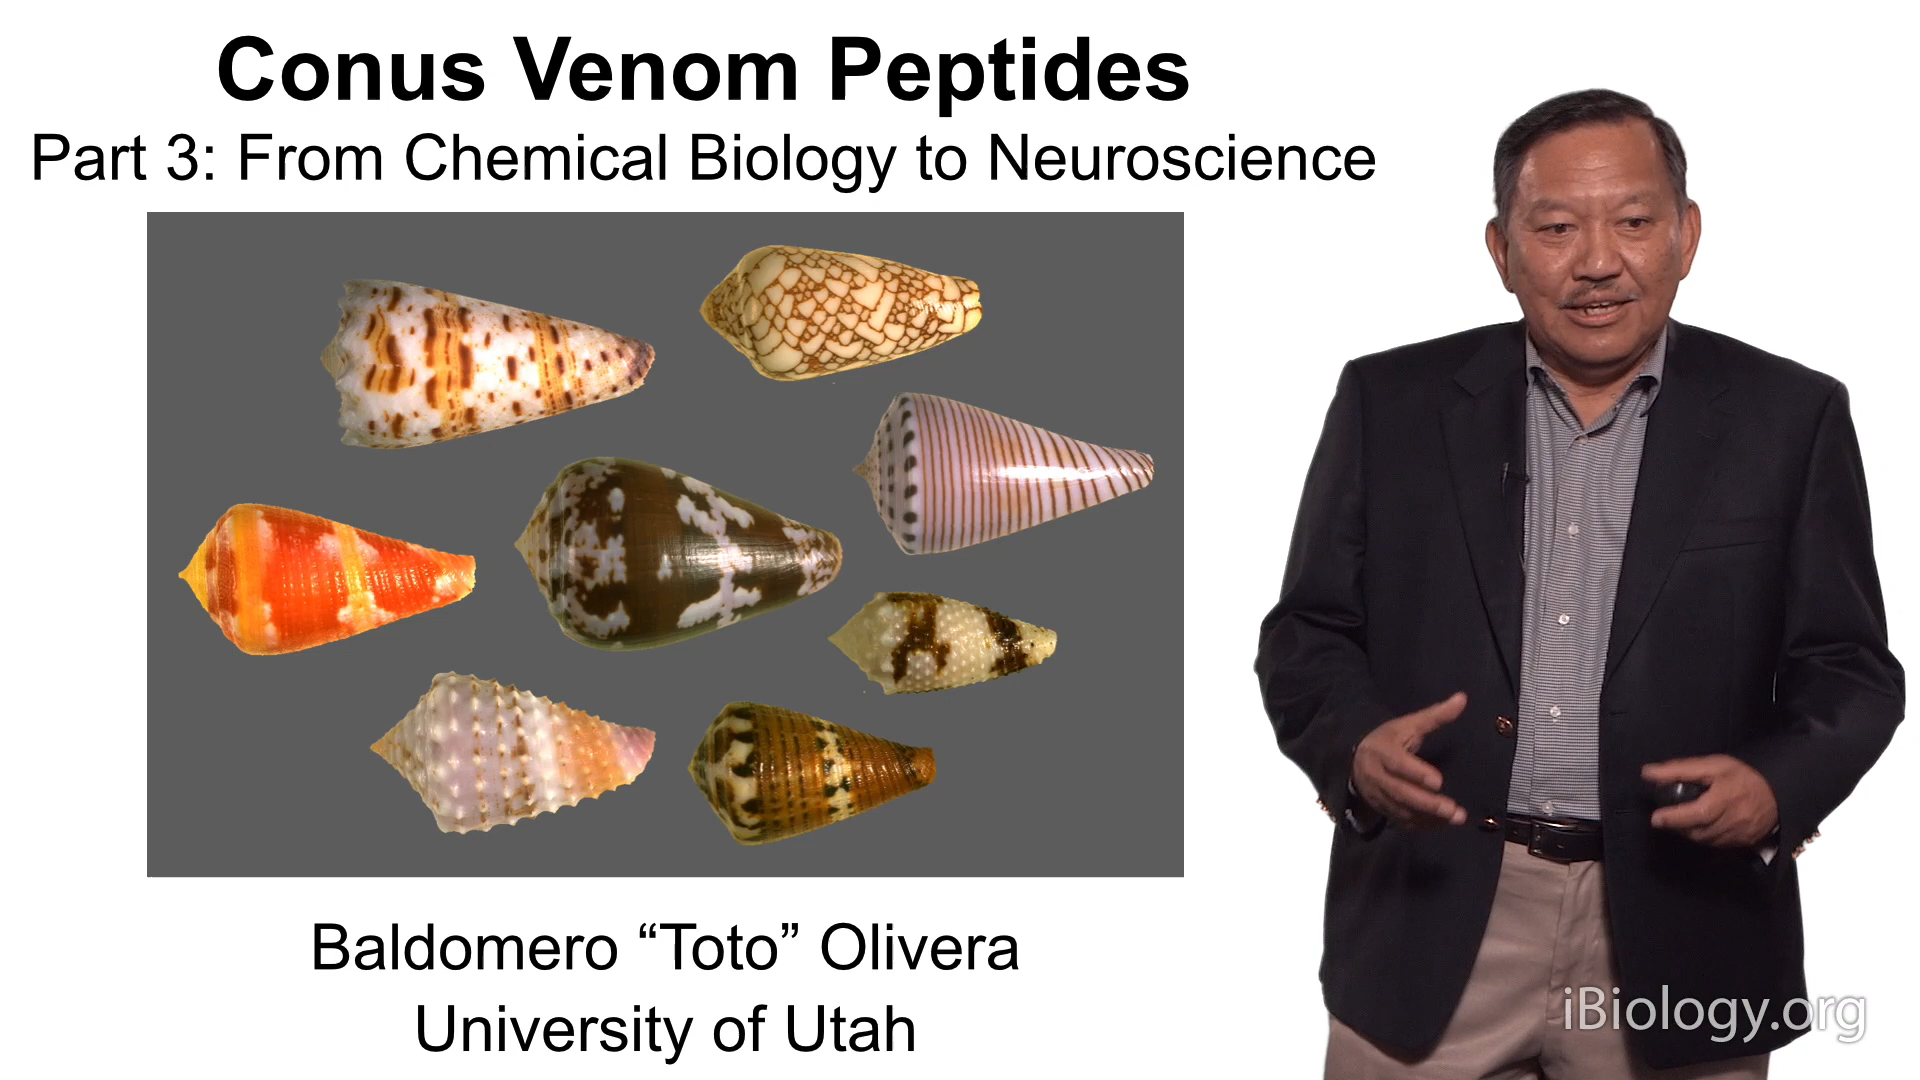 Conus Venom Peptides
Part 3: From Chemical Biology to Neuroscience
Baldomero “Toto” Olivera
University of Utah
iBiology.org